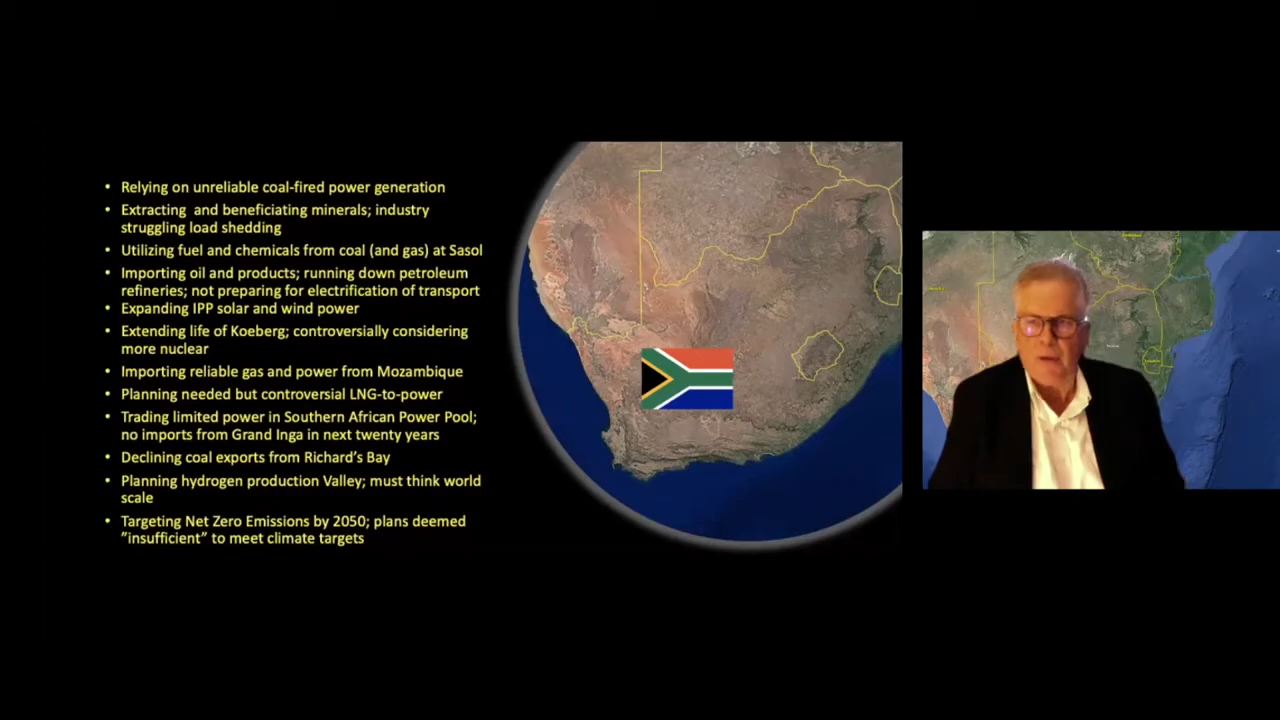 • Relying on unreliable coal-fired power generation
• Extracting and beneficiating minerals; industry
struggling load shedding
• Utilizing fuel and chemicals from coal (and gas) at Sasol
• Importing oil and products; running down petroleum
refineries; not preparing for electrification of transport
• Expanding IPP solar and wind power
• Extending life of Koeberg; controversially considering
more nuclear
• Importing reliable gas and power from Mozambique
• Planning needed but controversial LNG-to-power
• Trading limited power in Southern African Power Pool;
no imports from Grand Inga in next twenty years
• Declining coal exports from Richard’s Bay
• Planning hydrogen production Valley; must think world
scale
• Targeting Net Zero Emissions by 2050; plans deemed
”insufficient” to meet climate targets